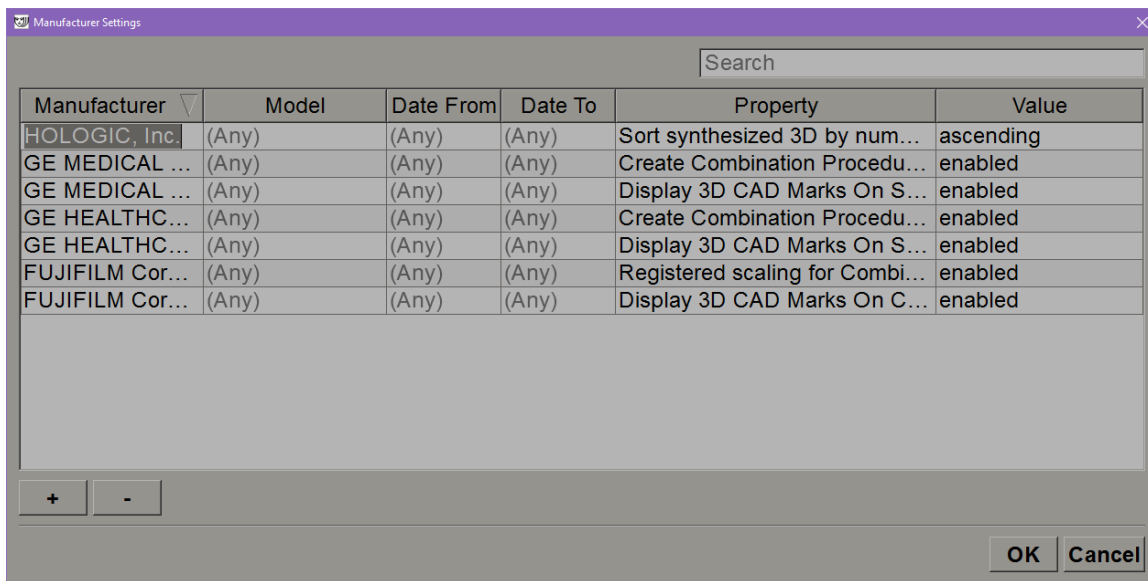 Manufacturer Settings
Search
Manufacturer Model Date From Date To Property Value
HOLOGIC, Inc. (Any) (Any) (Any) Sort synthesized 3D by num... ascending
GE MEDICAL ... (Any) (Any) (Any) Create Combination Procedu... enabled
GE MEDICAL ... (Any) (Any) (Any) Display 3D CAD Marks On S... enabled
GE HEALTHC... (Any) (Any) (Any) Create Combination Procedu... enabled
GE HEALTHC... (Any) (Any) (Any) Display 3D CAD Marks On S... enabled
FUJIFILM Cor... (Any) (Any) (Any) Registered scaling for Combi... enabled
FUJIFILM Cor... (Any) (Any) (Any) Display 3D CAD Marks On C... enabled
+ -
OK Cancel